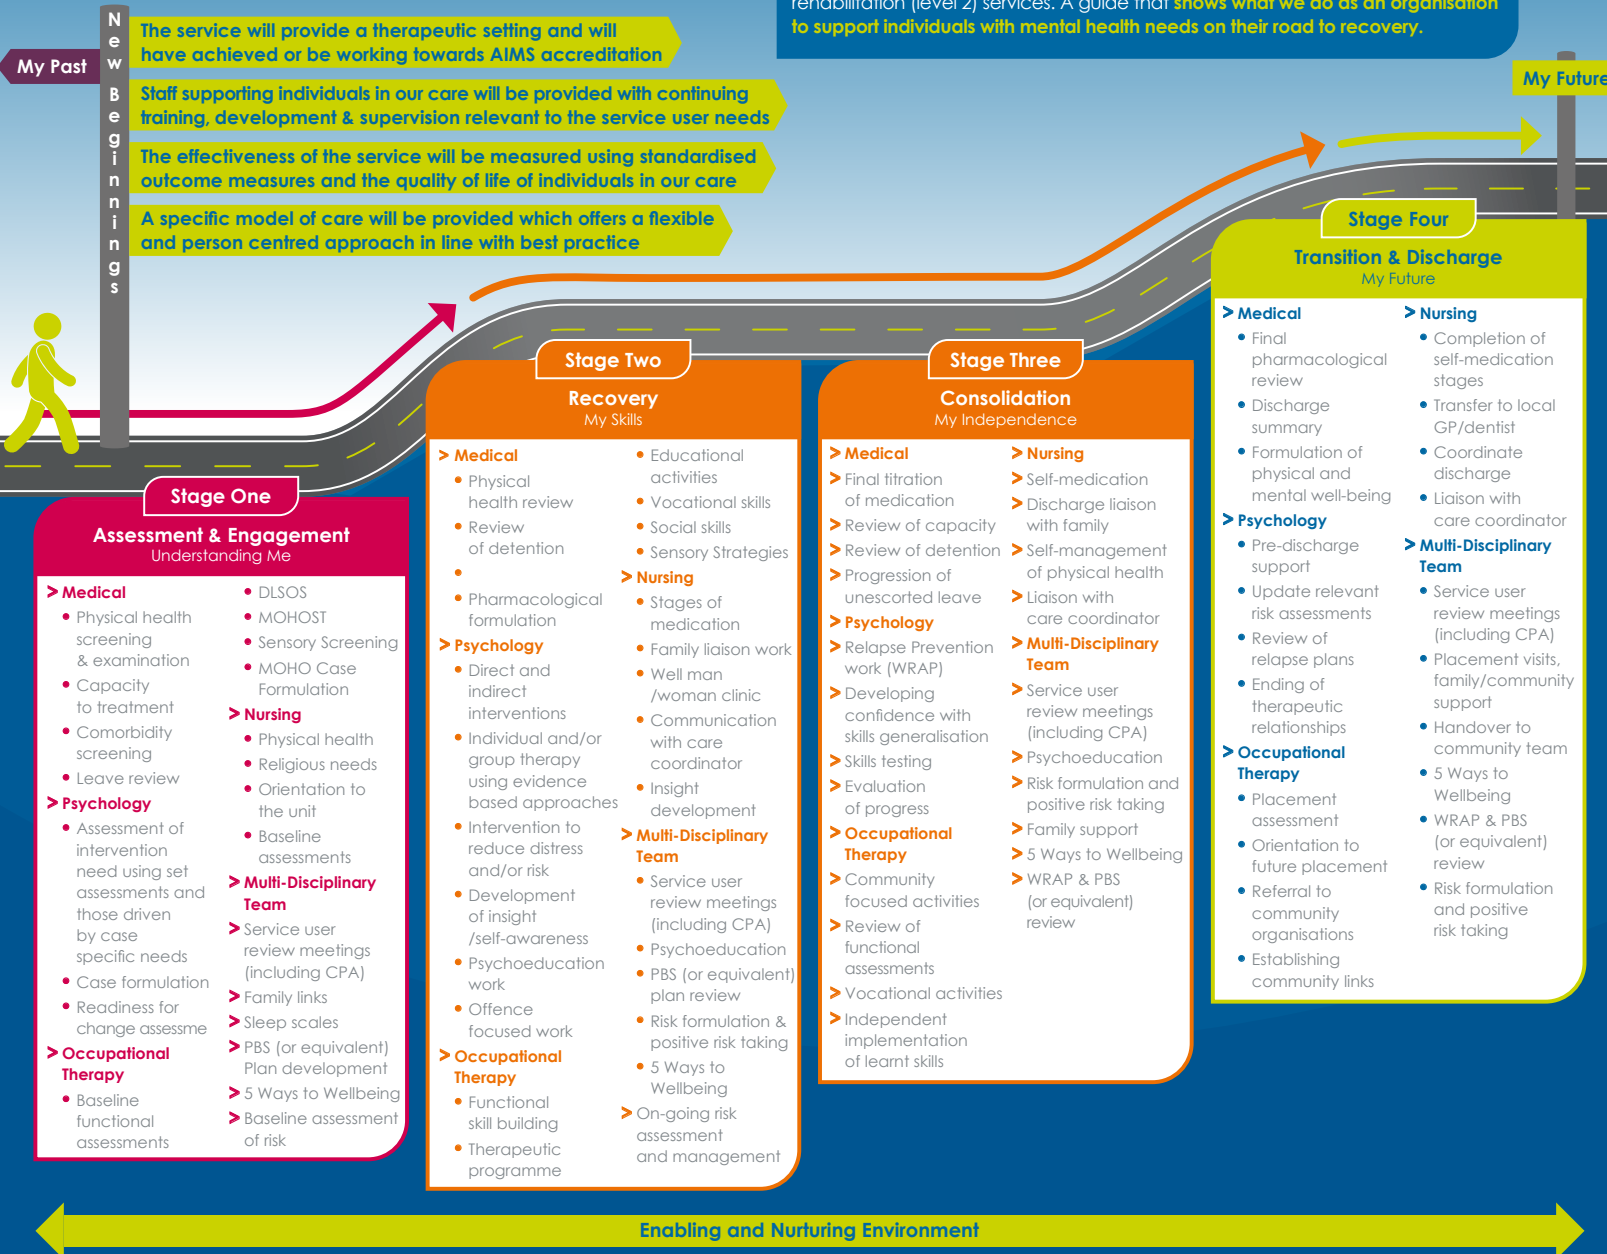 rehabilitation (level 2) services. A guide that shows what we do as an organisation
to support individuals with mental health needs on their road to recovery.
My Past
New Beginnings
The service will provide a therapeutic setting and will
have achieved or be working towards AIMS accreditation
Staff supporting individuals in our care will be provided with continuing
training, development & supervision relevant to the service user needs
The effectiveness of the service will be measured using standardised
outcome measures and the quality of life of individuals in our care
A specific model of care will be provided which offers a flexible
and person centred approach in line with best practice
My Future
Stage One
Assessment & Engagement
Understanding Me
> Medical
• Physical health
screening
& examination
• Capacity
to treatment
• Comorbidity
screening
• Leave review
> Psychology
• Assessment of
intervention
need using set
assessments and
those driven
by case
specific needs
• Case formulation
• Readiness for
change assessme
> Occupational
Therapy
• Baseline
functional
assessments
• DLSOS
• MOHOST
• Sensory Screening
• MOHO Case
Formulation
> Nursing
• Physical health
• Religious needs
• Orientation to
the unit
• Baseline
assessments
> Multi-Disciplinary
Team
> Service user
review meetings
(including CPA)
> Family links
> Sleep scales
> PBS (or equivalent)
Plan development
> 5 Ways to Wellbeing
> Baseline assessment
of risk
Stage Two
Recovery
My Skills
> Medical
• Physical
health review
• Review
of detention
•
• Pharmacological
formulation
> Psychology
• Direct and
indirect
interventions
• Individual and/or
group therapy
using evidence
based approaches
• Intervention to
reduce distress
and/or risk
• Development
of insight
/self-awareness
• Psychoeducation
work
• Offence
focused work
> Occupational
Therapy
• Functional
skill building
• Therapeutic
programme
• Educational
activities
• Vocational skills
• Social skills
• Sensory Strategies
> Nursing
• Stages of
medication
• Family liaison work
• Well man
/woman clinic
• Communication
with care
coordinator
• Insight
development
> Multi-Disciplinary
Team
• Service user
review meetings
(including CPA)
• Psychoeducation
• PBS (or equivalent)
plan review
• Risk formulation &
positive risk taking
• 5 Ways to
Wellbeing
> On-going risk
assessment
and management
Stage Three
Consolidation
My Independence
> Medical
> Final titration
of medication
> Review of capacity
> Review of detention
> Progression of
unescorted leave
> Psychology
> Relapse Prevention
work (WRAP)
> Developing
confidence with
skills generalisation
> Skills testing
> Evaluation
of progress
> Occupational
Therapy
> Community
focused activities
> Review of
functional
assessments
> Vocational activities
> Independent
implementation
of learnt skills
> Nursing
> Self-medication
> Discharge liaison
with family
> Self-management
of physical health
> Liaison with
care coordinator
> Multi-Disciplinary
Team
> Service user
review meetings
(including CPA)
> Psychoeducation
> Risk formulation and
positive risk taking
> Family support
> 5 Ways to Wellbeing
> WRAP & PBS
(or equivalent)
review
Stage Four
Transition & Discharge
My Future
> Medical
• Final
pharmacological
review
• Discharge
summary
• Formulation of
physical and
mental well-being
> Psychology
• Pre-discharge
support
• Update relevant
risk assessments
• Review of
relapse plans
• Ending of
therapeutic
relationships
> Occupational
Therapy
• Placement
assessment
• Orientation to
future placement
• Referral to
community
organisations
• Establishing
community links
> Nursing
• Completion of
self-medication
stages
• Transfer to local
GP/dentist
• Coordinate
discharge
• Liaison with
care coordinator
> Multi-Disciplinary
Team
• Service user
review meetings
(including CPA)
• Placement visits,
family/community
support
• Handover to
community team
• 5 Ways to
Wellbeing
• WRAP & PBS
(or equivalent)
review
• Risk formulation
and positive
risk taking
Enabling and Nurturing Environment